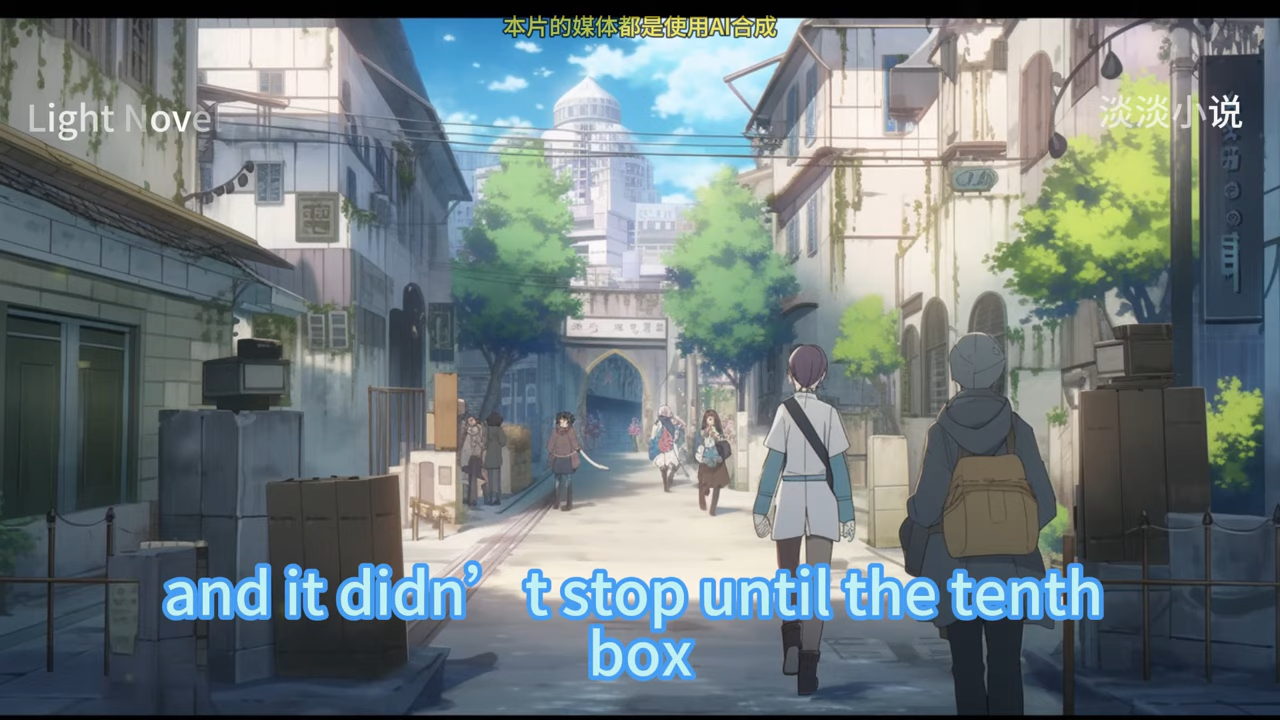 本片的媒体都是使用AI合成
Light Nove
淡淡小说
and it didn’t stop until the tenth
box